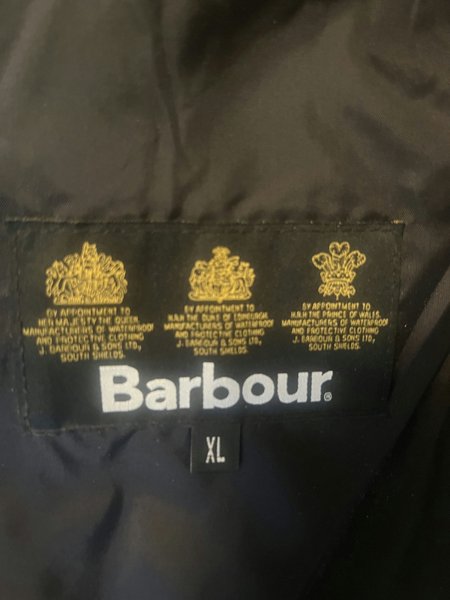 BY APPOINTMENT TO
HER MAJESTY THE QUEEN
MANUFACTURERS OF WATERPROOF
AND PROTECTIVE CLOTHING
J. BARBOUR & SONS LTD,
SOUTH SHIELDS.
BY APPOINTMENT TO
H.R.H THE DUKE OF EDINBURGH
MANUFACTURERS OF WATERPROOF
& PROTECTIVE CLOTHING
J. BARBOUR & SONS LTD,
SOUTH SHIELDS.
BY APPOINTMENT TO
H.R.H THE PRINCE OF WALES
MANUFACTURERS OF WATERPROOF
AND PROTECTIVE CLOTHING
J. BARBOUR & SONS LTD,
SOUTH SHIELDS.
Barbour®
XL